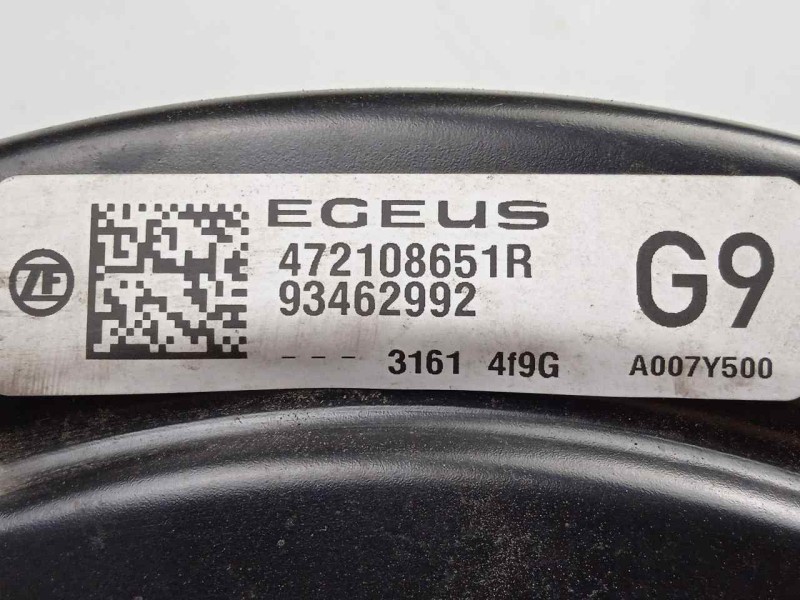 ZF
EGEUS
472108651R
93462992
G9
- - - 3161 4f9G
A007Y500